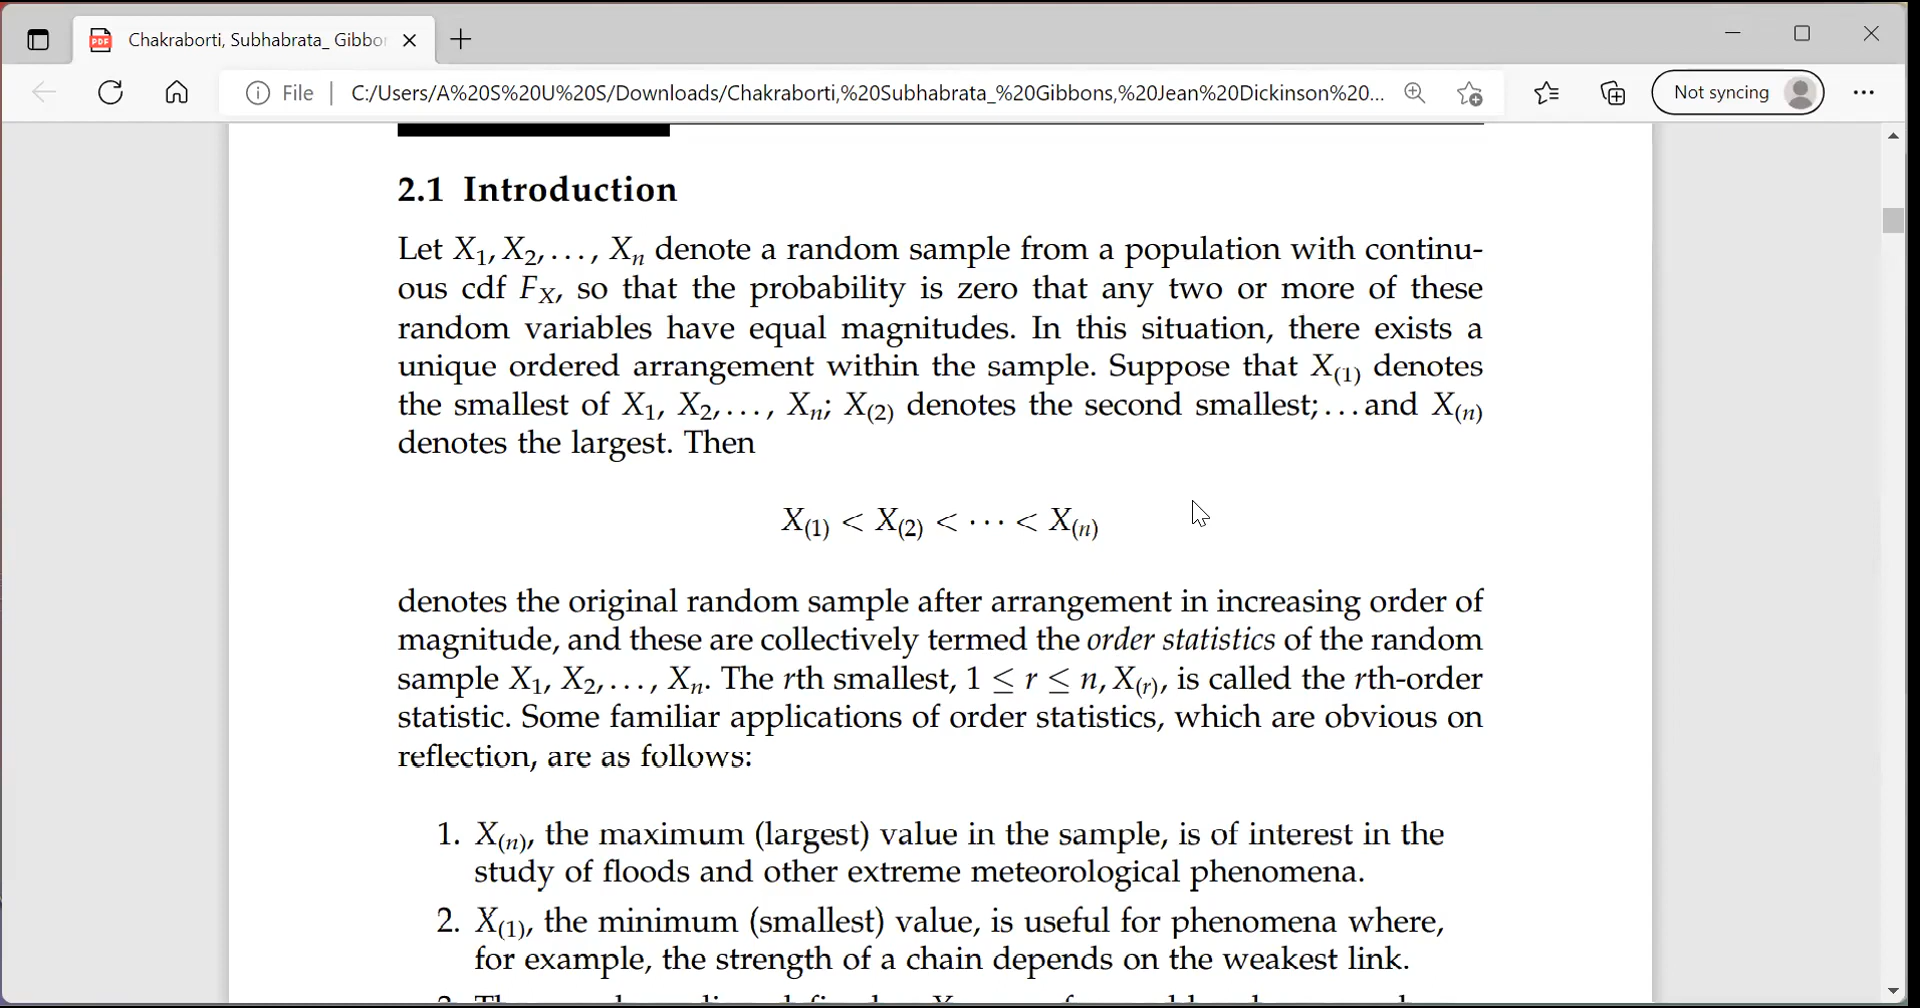 Chakraborti, Subhabrata_ Gibbo
File | C:/Users/A%20S%20U%20S/Downloads/Chakraborti,%20Subhabrata_%20Gibbons,%20Jean%20Dickinson%20... Not syncing
2.1 Introduction
Let X₁, X₂, . . . , Xₙ denote a random sample from a population with continu-
ous cdf F_X, so that the probability is zero that any two or more of these
random variables have equal magnitudes. In this situation, there exists a
unique ordered arrangement within the sample. Suppose that X₍₁₎ denotes
the smallest of X₁, X₂, . . . , Xₙ; X₍₂₎ denotes the second smallest; . . . and X₍ₙ₎
denotes the largest. Then
X₍₁₎ < X₍₂₎ < · · · < X₍ₙ₎
denotes the original random sample after arrangement in increasing order of
magnitude, and these are collectively termed the order statistics of the random
sample X₁, X₂, . . . , Xₙ. The rth smallest, 1 ≤ r ≤ n, X₍ᵣ₎, is called the rth-order
statistic. Some familiar applications of order statistics, which are obvious on
reflection, are as follows:
1. X₍ₙ₎, the maximum (largest) value in the sample, is of interest in the
study of floods and other extreme meteorological phenomena.
2. X₍₁₎, the minimum (smallest) value, is useful for phenomena where,
for example, the strength of a chain depends on the weakest link.